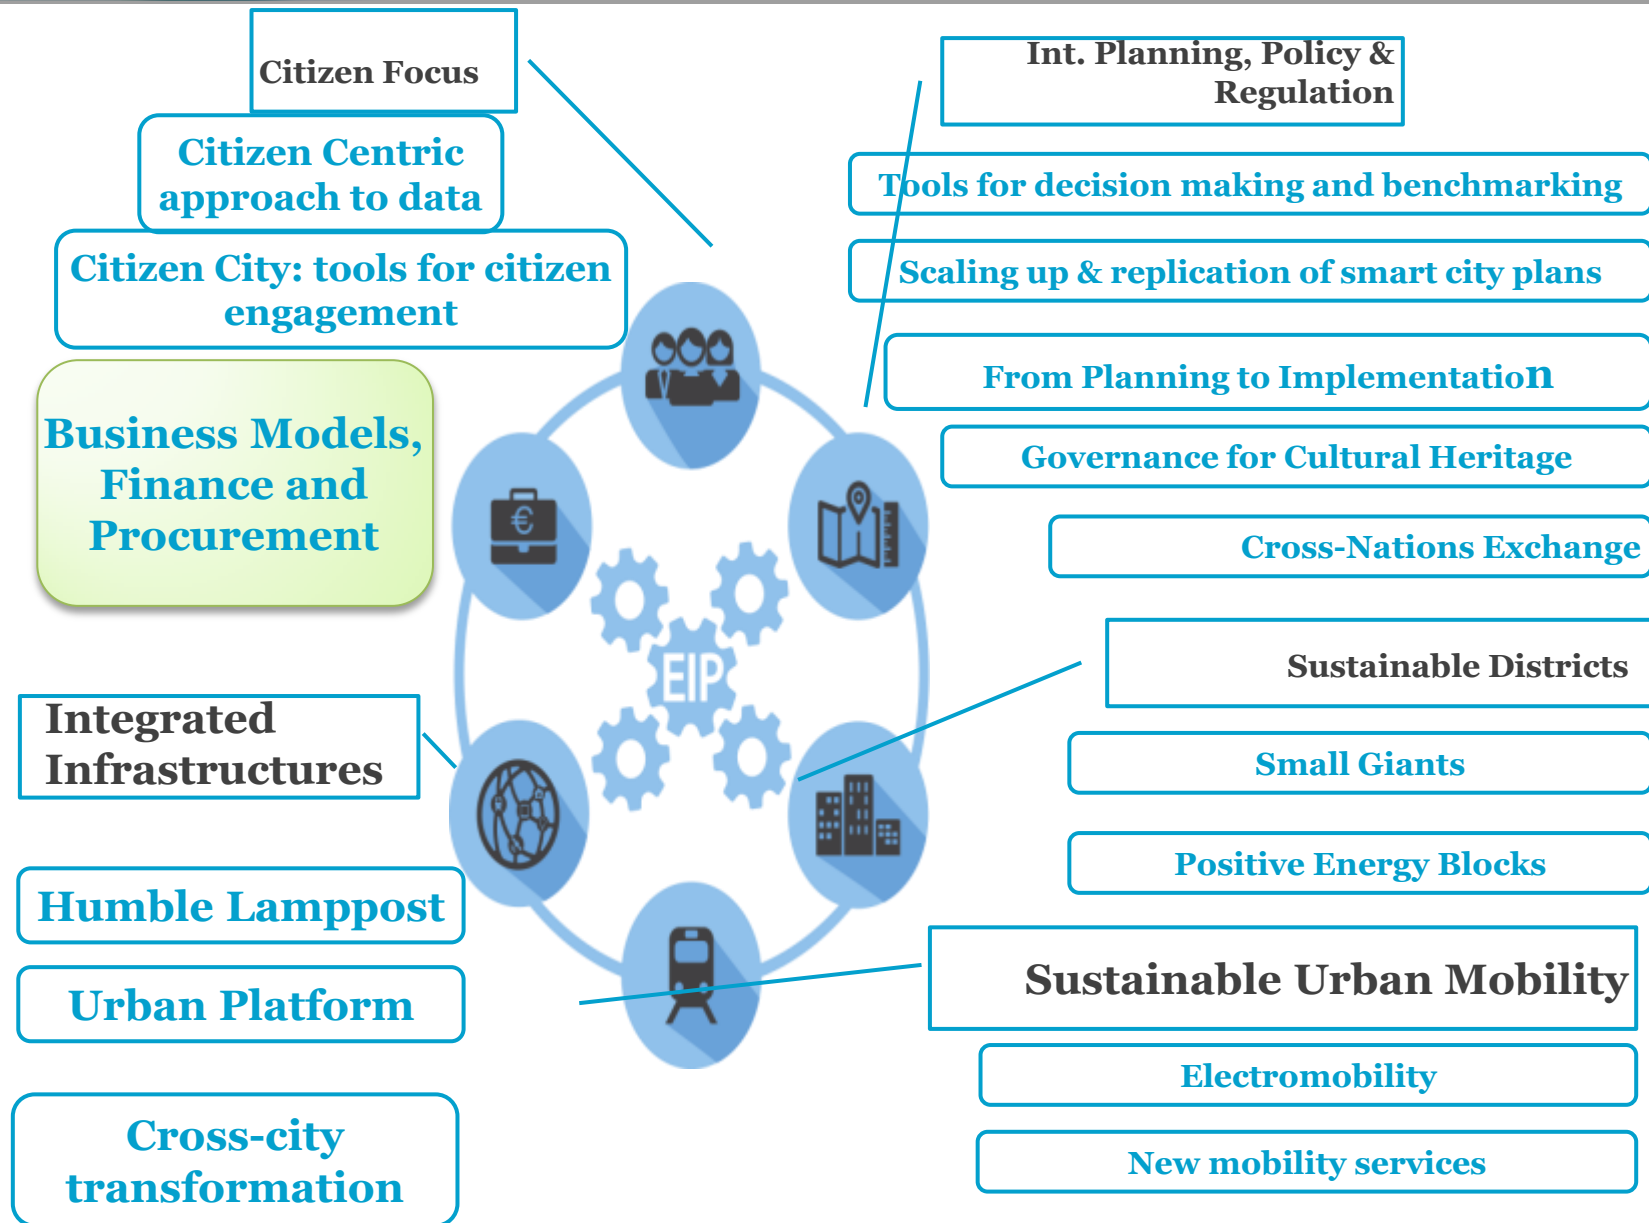 Citizen Focus
Citizen Centric
approach to data
Citizen City: tools for citizen
engagement
Business Models,
Finance and
Procurement
Integrated
Infrastructures
Humble Lamppost
Urban Platform
Cross-city
transformation
€
EIP
Int. Planning, Policy &
Regulation
Tools for decision making and benchmarking
Scaling up & replication of smart city plans
From Planning to Implementation
Governance for Cultural Heritage
Cross-Nations Exchange
Sustainable Districts
Small Giants
Positive Energy Blocks
Sustainable Urban Mobility
Electromobility
New mobility services